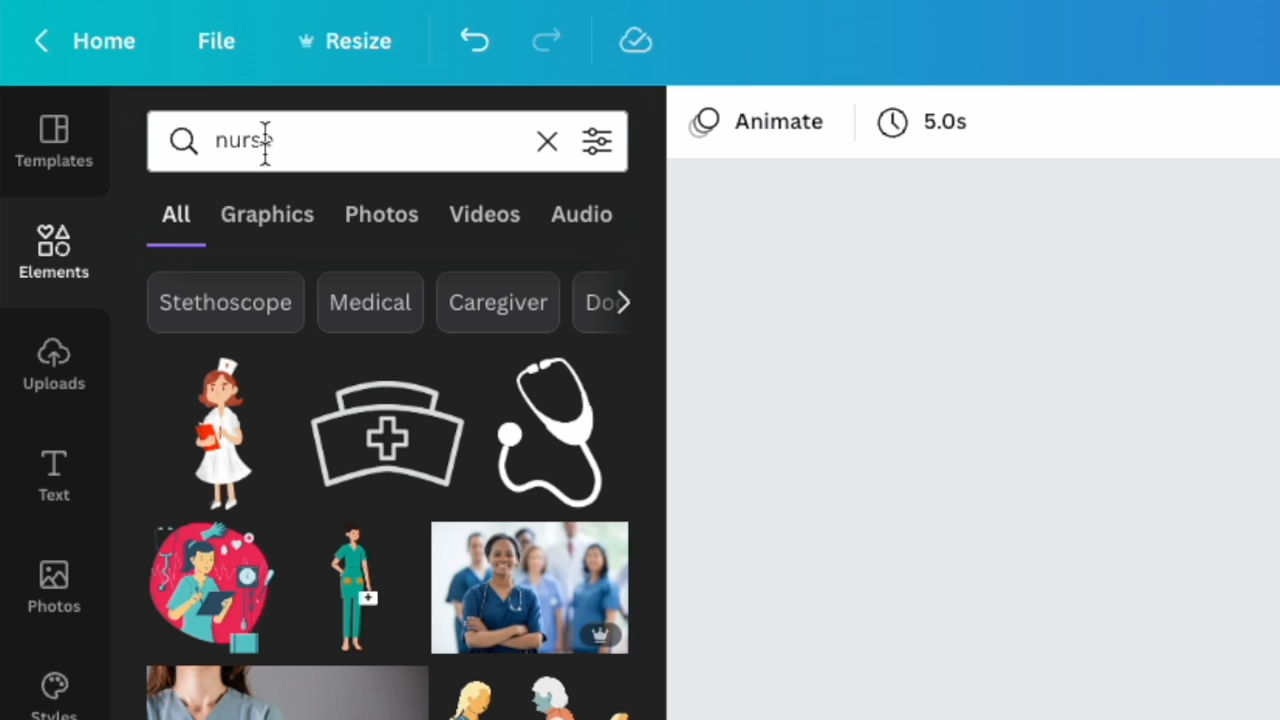 Home File Resize
Animate 5.0s
Templates
Elements
Uploads
Text
Photos
Styles
nurse
All Graphics Photos Videos Audio
Stethoscope Medical Caregiver